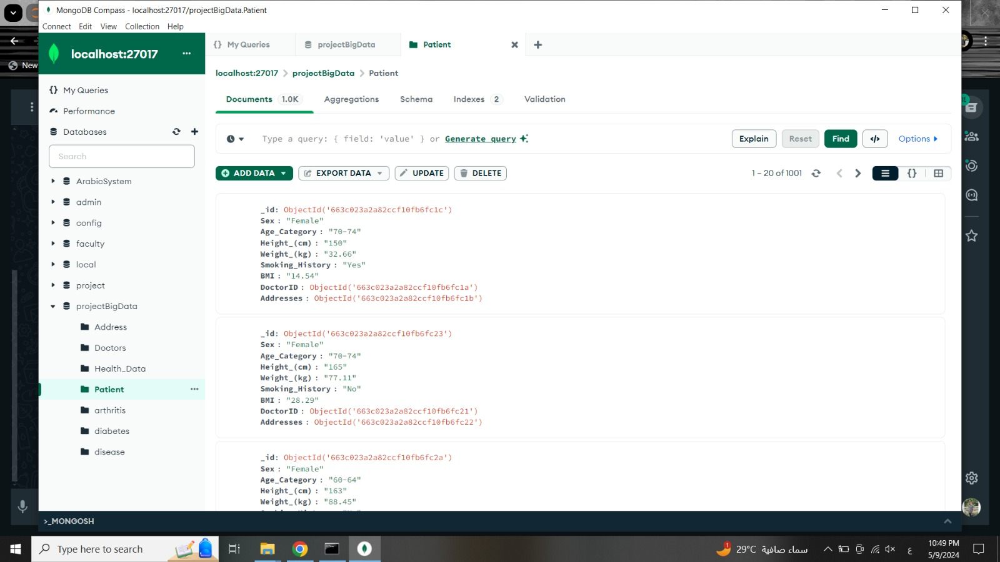 MongoDB Compass - localhost:27017/projectBigData.Patient
Connect Edit View Collection Help
localhost:27017
My Queries
projectBigData
Patient
New
localhost:27017 > projectBigData > Patient
My Queries
Performance
Databases
Search
ArabicSystem
admin
config
faculty
local
project
projectBigData
Address
Doctors
Health_Data
Patient
arthritis
diabetes
disease
Documents 1.0K Aggregations Schema Indexes 2 Validation
Type a query: { field: 'value' } or Generate query
Explain Reset Find </> Options
ADD DATA EXPORT DATA UPDATE DELETE
1 – 20 of 1001
_id: ObjectId('663c023a2a82ccf10fb6fc1c')
Sex : "Female"
Age_Category : "70-74"
Height_(cm) : "150"
Weight_(kg) : "32.66"
Smoking_History : "Yes"
BMI : "14.54"
DoctorID : ObjectId('663c023a2a82ccf10fb6fc1a')
Addresses : ObjectId('663c023a2a82ccf10fb6fc1b')
_id: ObjectId('663c023a2a82ccf10fb6fc23')
Sex : "Female"
Age_Category : "70-74"
Height_(cm) : "165"
Weight_(kg) : "77.11"
Smoking_History : "No"
BMI : "28.29"
DoctorID : ObjectId('663c023a2a82ccf10fb6fc21')
Addresses : ObjectId('663c023a2a82ccf10fb6fc22')
_id: ObjectId('663c023a2a82ccf10fb6fc2a')
Sex : "Female"
Age_Category : "60-64"
Height_(cm) : "163"
Weight_(kg) : "88.45"
>_MONGOSH
Type here to search
1
29°C سماء صافية
ع
10:49 PM
5/9/2024